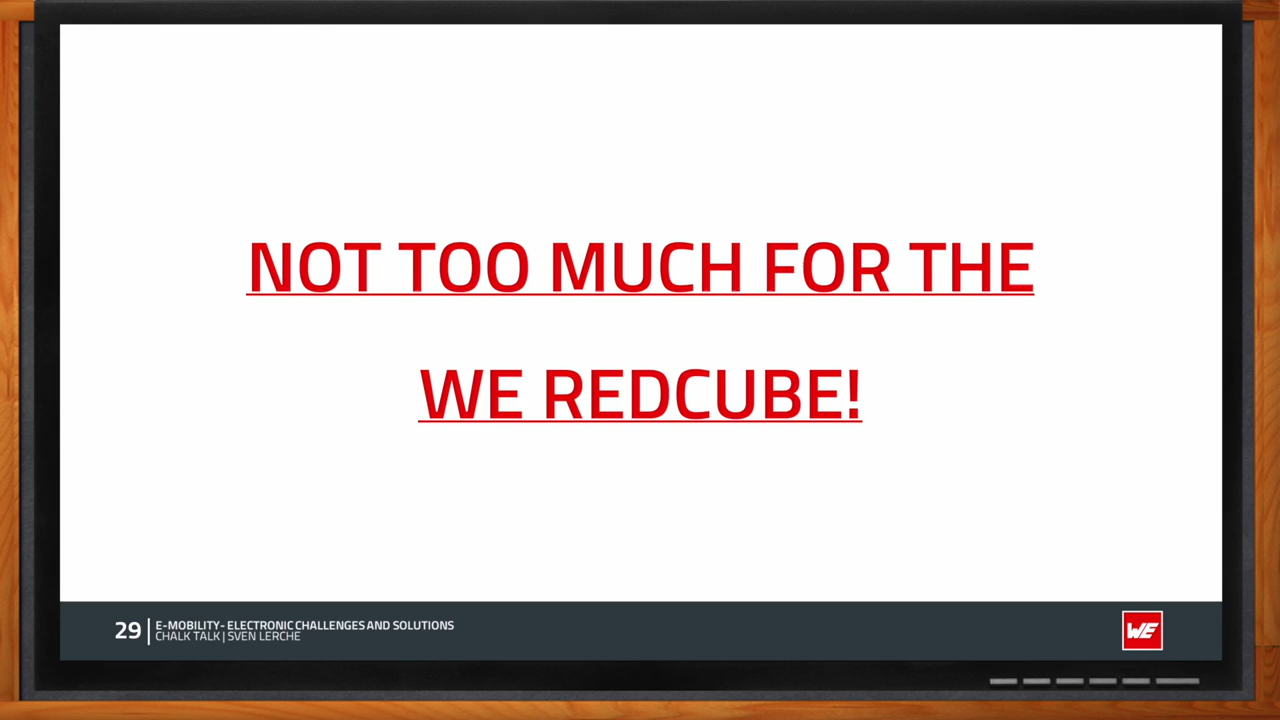 NOT TOO MUCH FOR THE
WE REDCUBE!
29
E-MOBILITY- ELECTRONIC CHALLENGES AND SOLUTIONS
CHALK TALK | SVEN LERCHE
WE